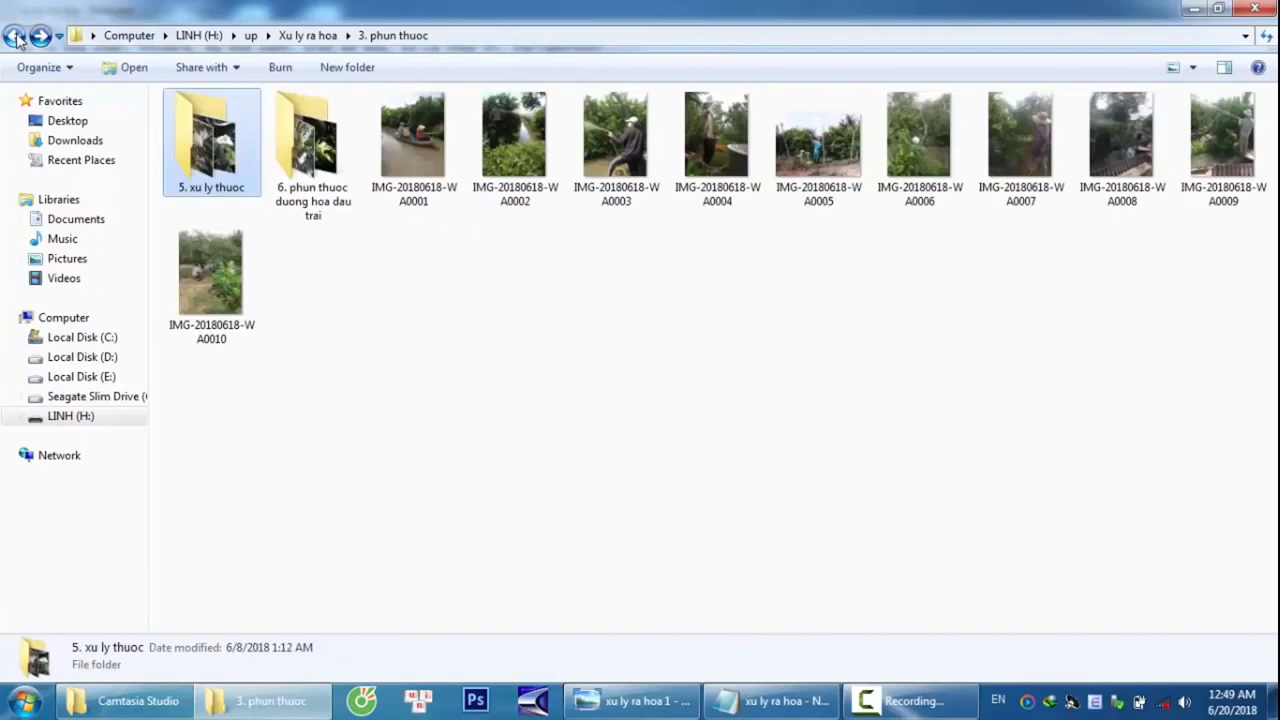 Computer LINH (H:) up Xu ly ra hoa 3. phun thuoc
Organize Open Share with Burn New folder
Favorites
Desktop
Downloads
Recent Places
Libraries
Documents
Music
Pictures
Videos
Computer
Local Disk (C:)
Local Disk (D:)
Local Disk (E:)
Seagate Slim Drive (
LINH (H:)
Network
5. xu ly thuoc
6. phun thuoc
duong hoa dau
trai
IMG-20180618-W
A0001
IMG-20180618-W
A0002
IMG-20180618-W
A0003
IMG-20180618-W
A0004
IMG-20180618-W
A0005
IMG-20180618-W
A0006
IMG-20180618-W
A0007
IMG-20180618-W
A0008
IMG-20180618-W
A0009
IMG-20180618-W
A0010
5. xu ly thuoc Date modified: 6/8/2018 1:12 AM
File folder
Camtasia Studio 3. phun thuoc Ps xu ly ra hoa 1 - ... xu ly ra hoa - N... Recording... EN 12:49 AM
6/20/2018